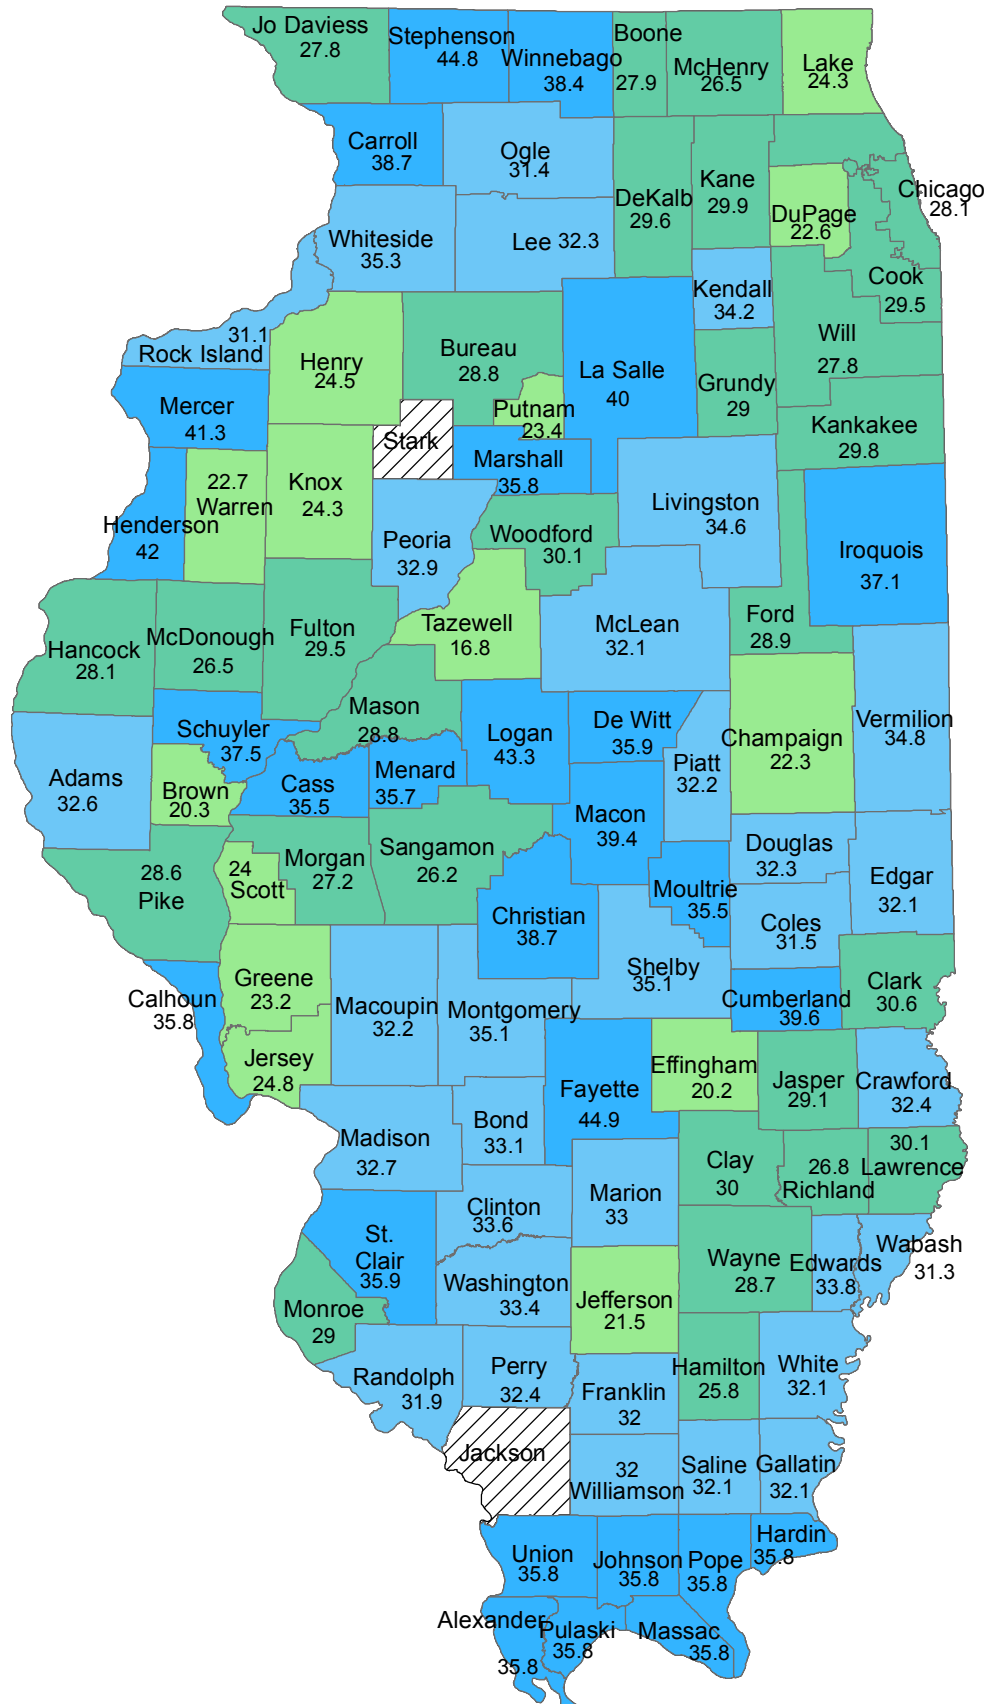 Jo Daviess
27.8
Stephenson
44.8
Winnebago
38.4
Boone
27.9
McHenry
26.5
Lake
24.3
Carroll
38.7
Ogle
31.4
DeKalb
29.6
Kane
29.9
DuPage
22.6
Chicago
28.1
Cook
29.5
Whiteside
35.3
Lee 32.3
Kendall
34.2
Will
27.8
31.1
Rock Island
Henry
24.5
Bureau
28.8
La Salle
40
Grundy
29
Putnam
23.4
Mercer
41.3
Stark
Kankakee
29.8
Marshall
35.8
22.7
Warren
Knox
24.3
Henderson
42
Peoria
32.9
Woodford
30.1
Livingston
34.6
Iroquois
37.1
Ford
28.9
Hancock
28.1
McDonough
26.5
Fulton
29.5
Tazewell
16.8
McLean
32.1
Mason
28.8
Schuyler
37.5
Logan
43.3
De Witt
35.9
Piatt
32.2
Champaign
22.3
Vermilion
34.8
Adams
32.6
Brown
20.3
Cass
35.5
Menard
35.7
Macon
39.4
28.6
Pike
24
Scott
Morgan
27.2
Sangamon
26.2
Douglas
32.3
Edgar
32.1
Christian
38.7
Moultrie
35.5
Coles
31.5
Greene
23.2
Macoupin
32.2
Montgomery
35.1
Shelby
35.1
Cumberland
39.6
Clark
30.6
Calhoun
35.8
Jersey
24.8
Bond
33.1
Fayette
44.9
Effingham
20.2
Jasper
29.1
Crawford
32.4
Madison
32.7
Clay
30
26.8
Richland
30.1
Lawrence
Clinton
33.6
Marion
33
St.
Clair
35.9
Washington
33.4
Wayne
28.7
Edwards
33.8
Wabash
31.3
Monroe
29
Jefferson
21.5
Randolph
31.9
Perry
32.4
Franklin
32
Hamilton
25.8
White
32.1
Jackson
32
Williamson
Saline
32.1
Gallatin
32.1
Union
35.8
Johnson
35.8
Pope
35.8
Hardin
35.8
Alexander
35.8
Pulaski
35.8
Massac
35.8